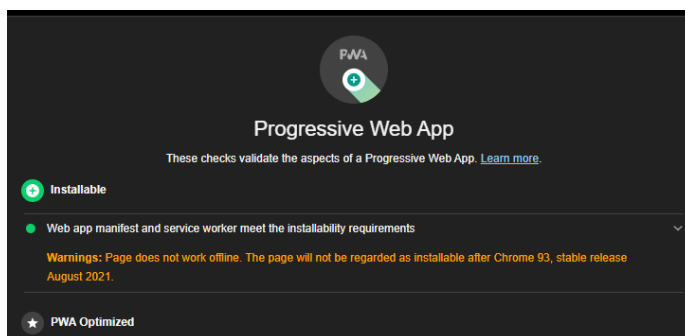 PWA
Progressive Web App
These checks validate the aspects of a Progressive Web App. Learn more.
Installable
Web app manifest and service worker meet the installability requirements
Warnings: Page does not work offline. The page will not be regarded as installable after Chrome 93, stable release
August 2021.
PWA Optimized